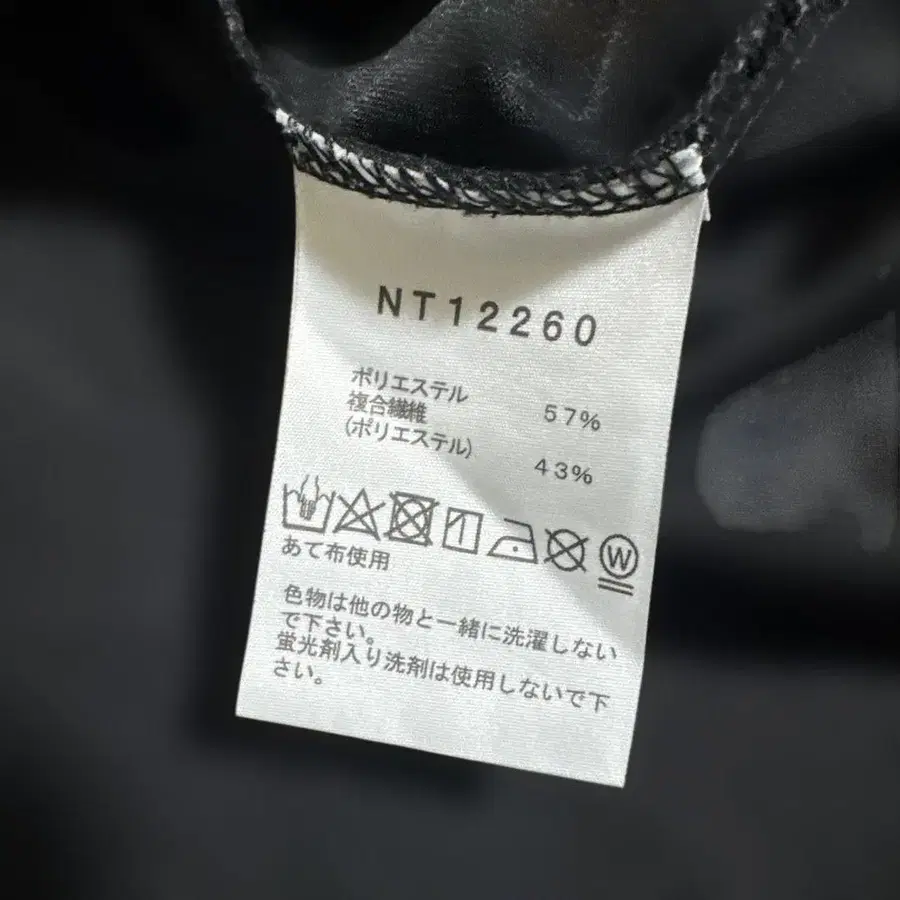 NT12260
ポリエステル
複合繊維 57%
(ポリエステル) 43%
W
あて布使用
色物は他の物と一緒に洗濯しない
で下さい。
蛍光剤入り洗剤は使用しないで下
さい。